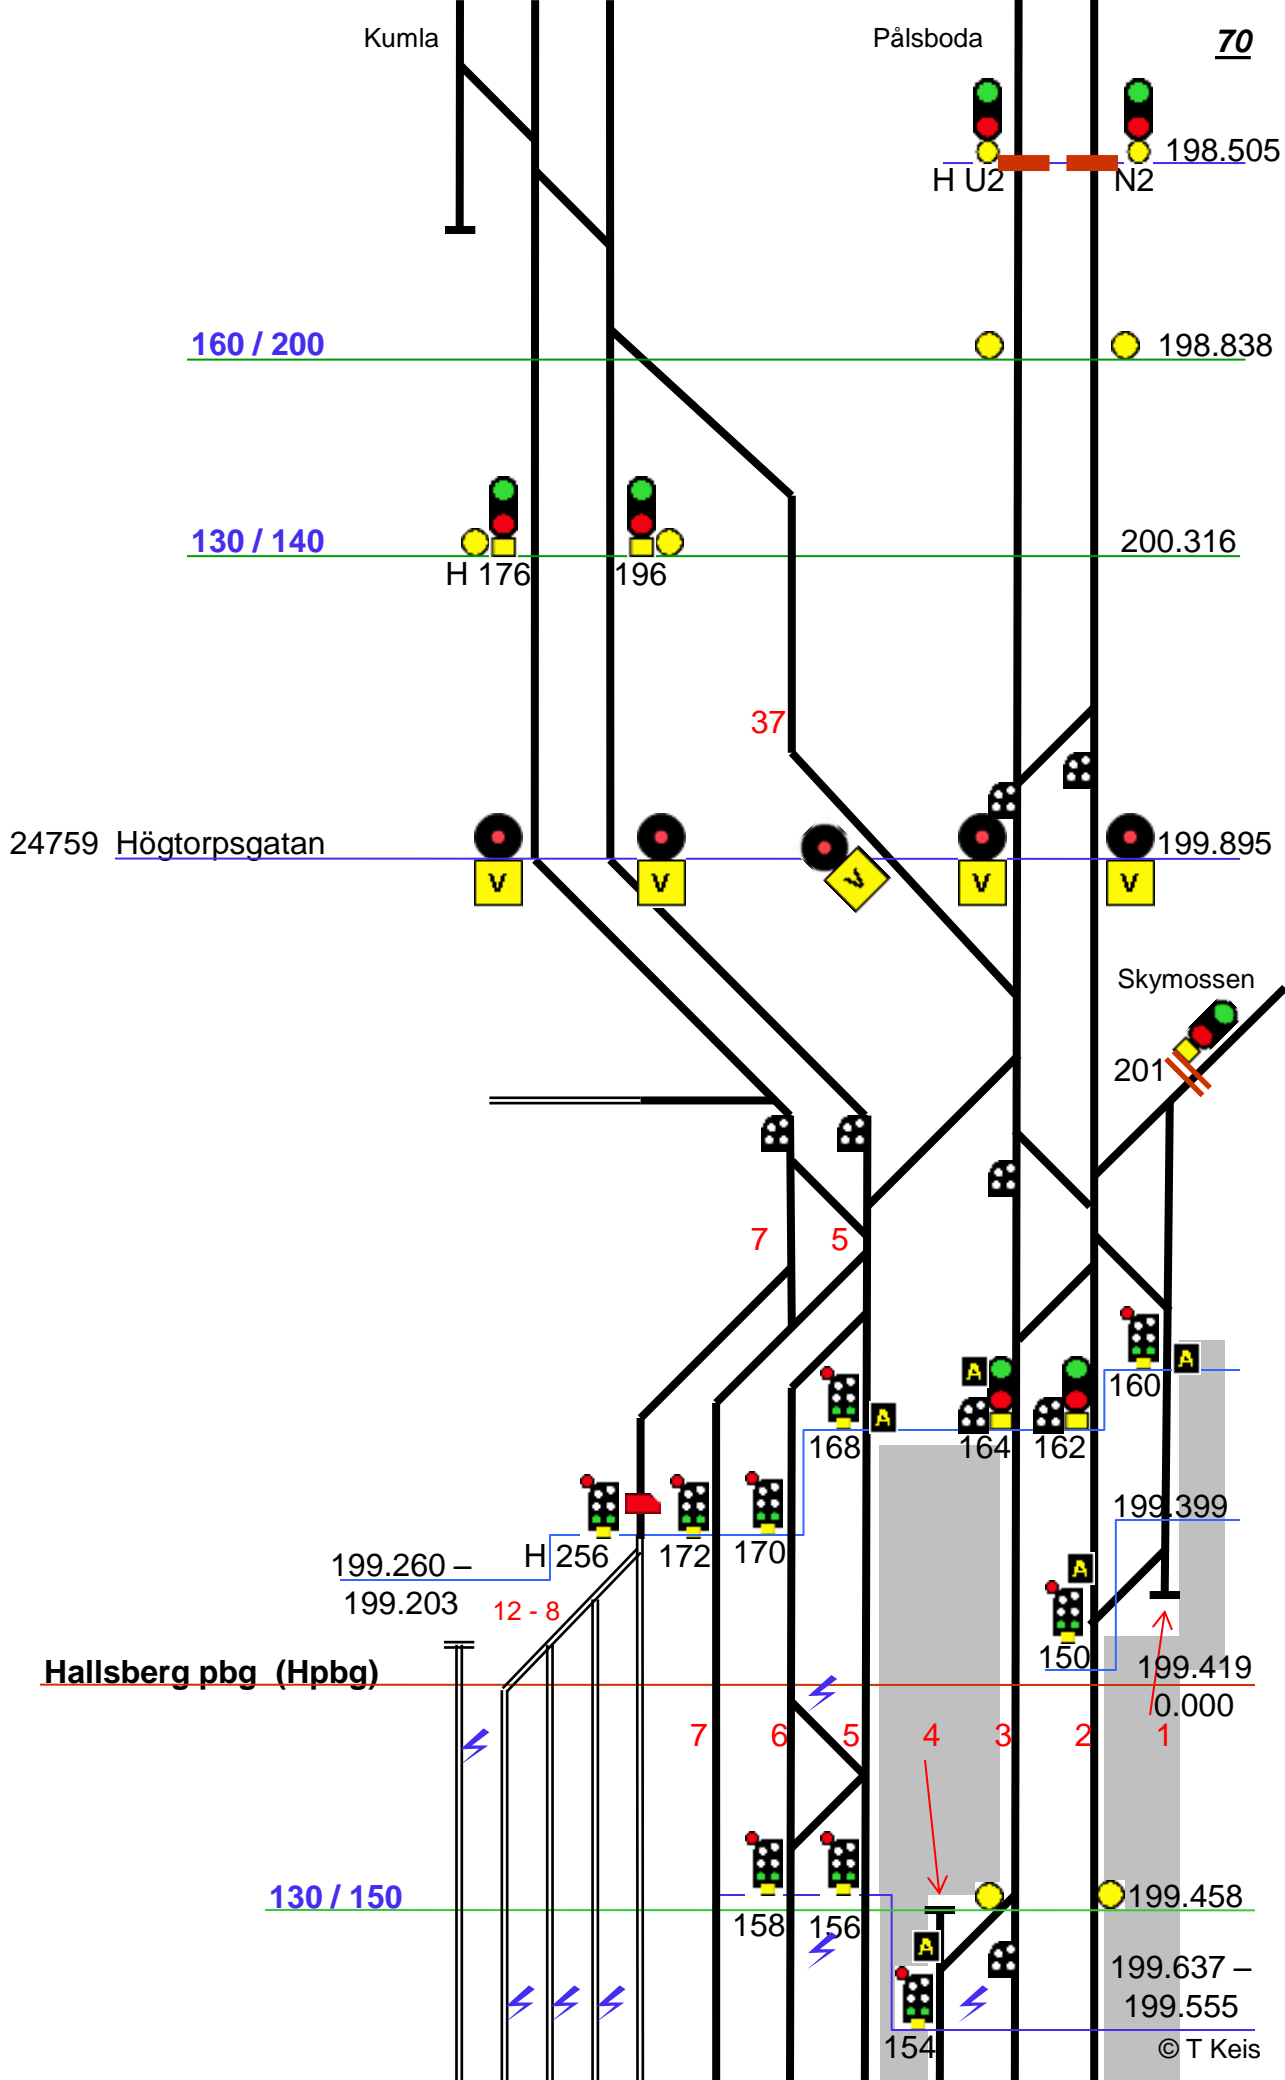 Kumla
Pålsboda
70
198.505
H U2
N2
160 / 200
198.838
130 / 140
200.316
H 176
196
37
24759 Högtorpsgatan
199.895
V V V V V
Skymossen
201
7
5
160
A
A
A
168
164
162
199.399
H 256
172
170
199.260 –
199.203
12 - 8
A
150
Hallsberg pbg (Hpbg)
199.419
0.000
7
6
5
4
3
2
1
130 / 150
199.458
158
156
A
199.637 –
199.555
154
© T Keis